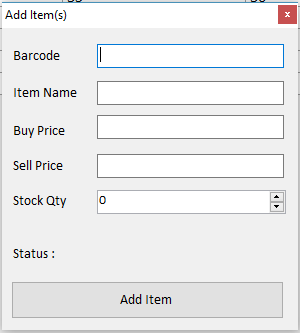 Add Item(s)
x
Barcode
Item Name
Buy Price
Sell Price
Stock Qty 0
Status :
Add Item